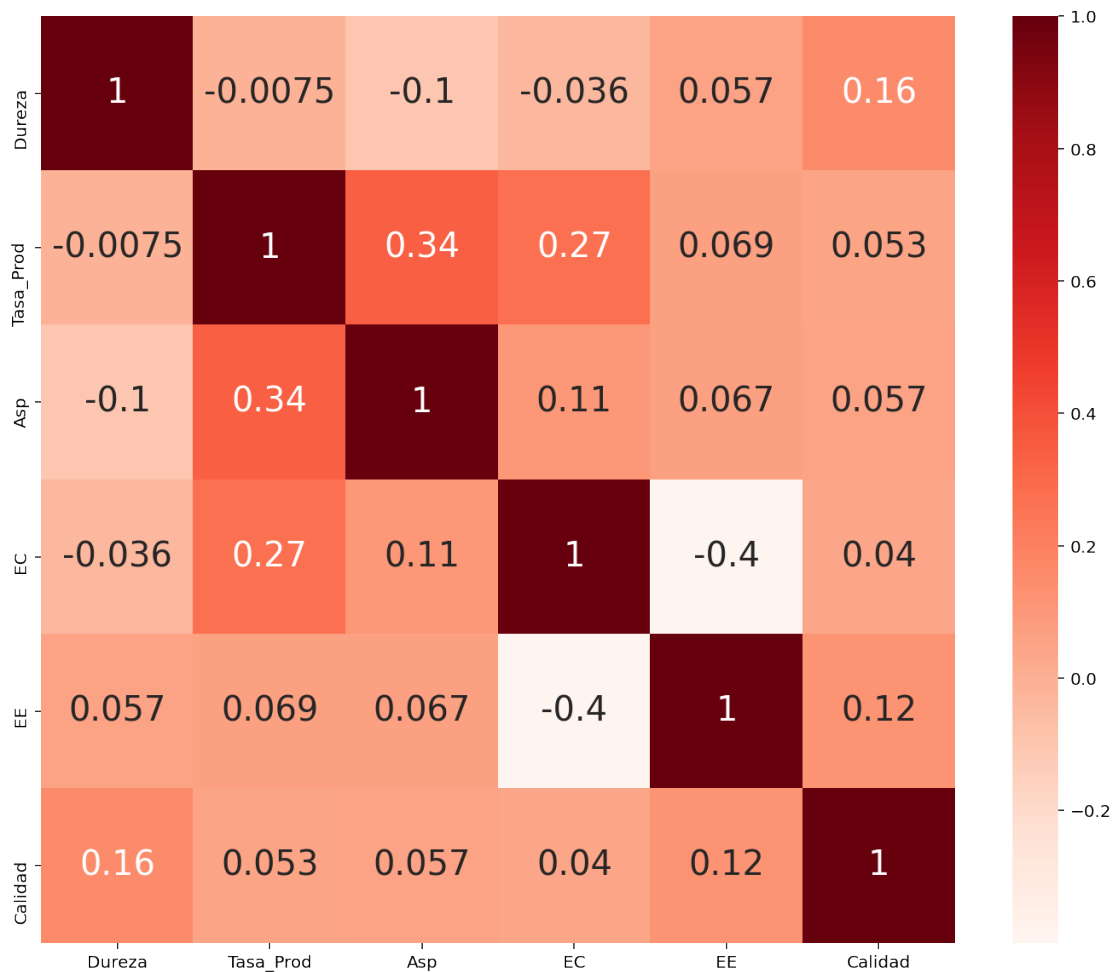 Dureza 1 -0.0075 -0.1 -0.036 0.057 0.16
Tasa_Prod -0.0075 1 0.34 0.27 0.069 0.053
Asp -0.1 0.34 1 0.11 0.067 0.057
EC -0.036 0.27 0.11 1 -0.4 0.04
EE 0.057 0.069 0.067 -0.4 1 0.12
Calidad 0.16 0.053 0.057 0.04 0.12 1
Dureza Tasa_Prod Asp EC EE Calidad
1.0
0.8
0.6
0.4
0.2
0.0
−0.2